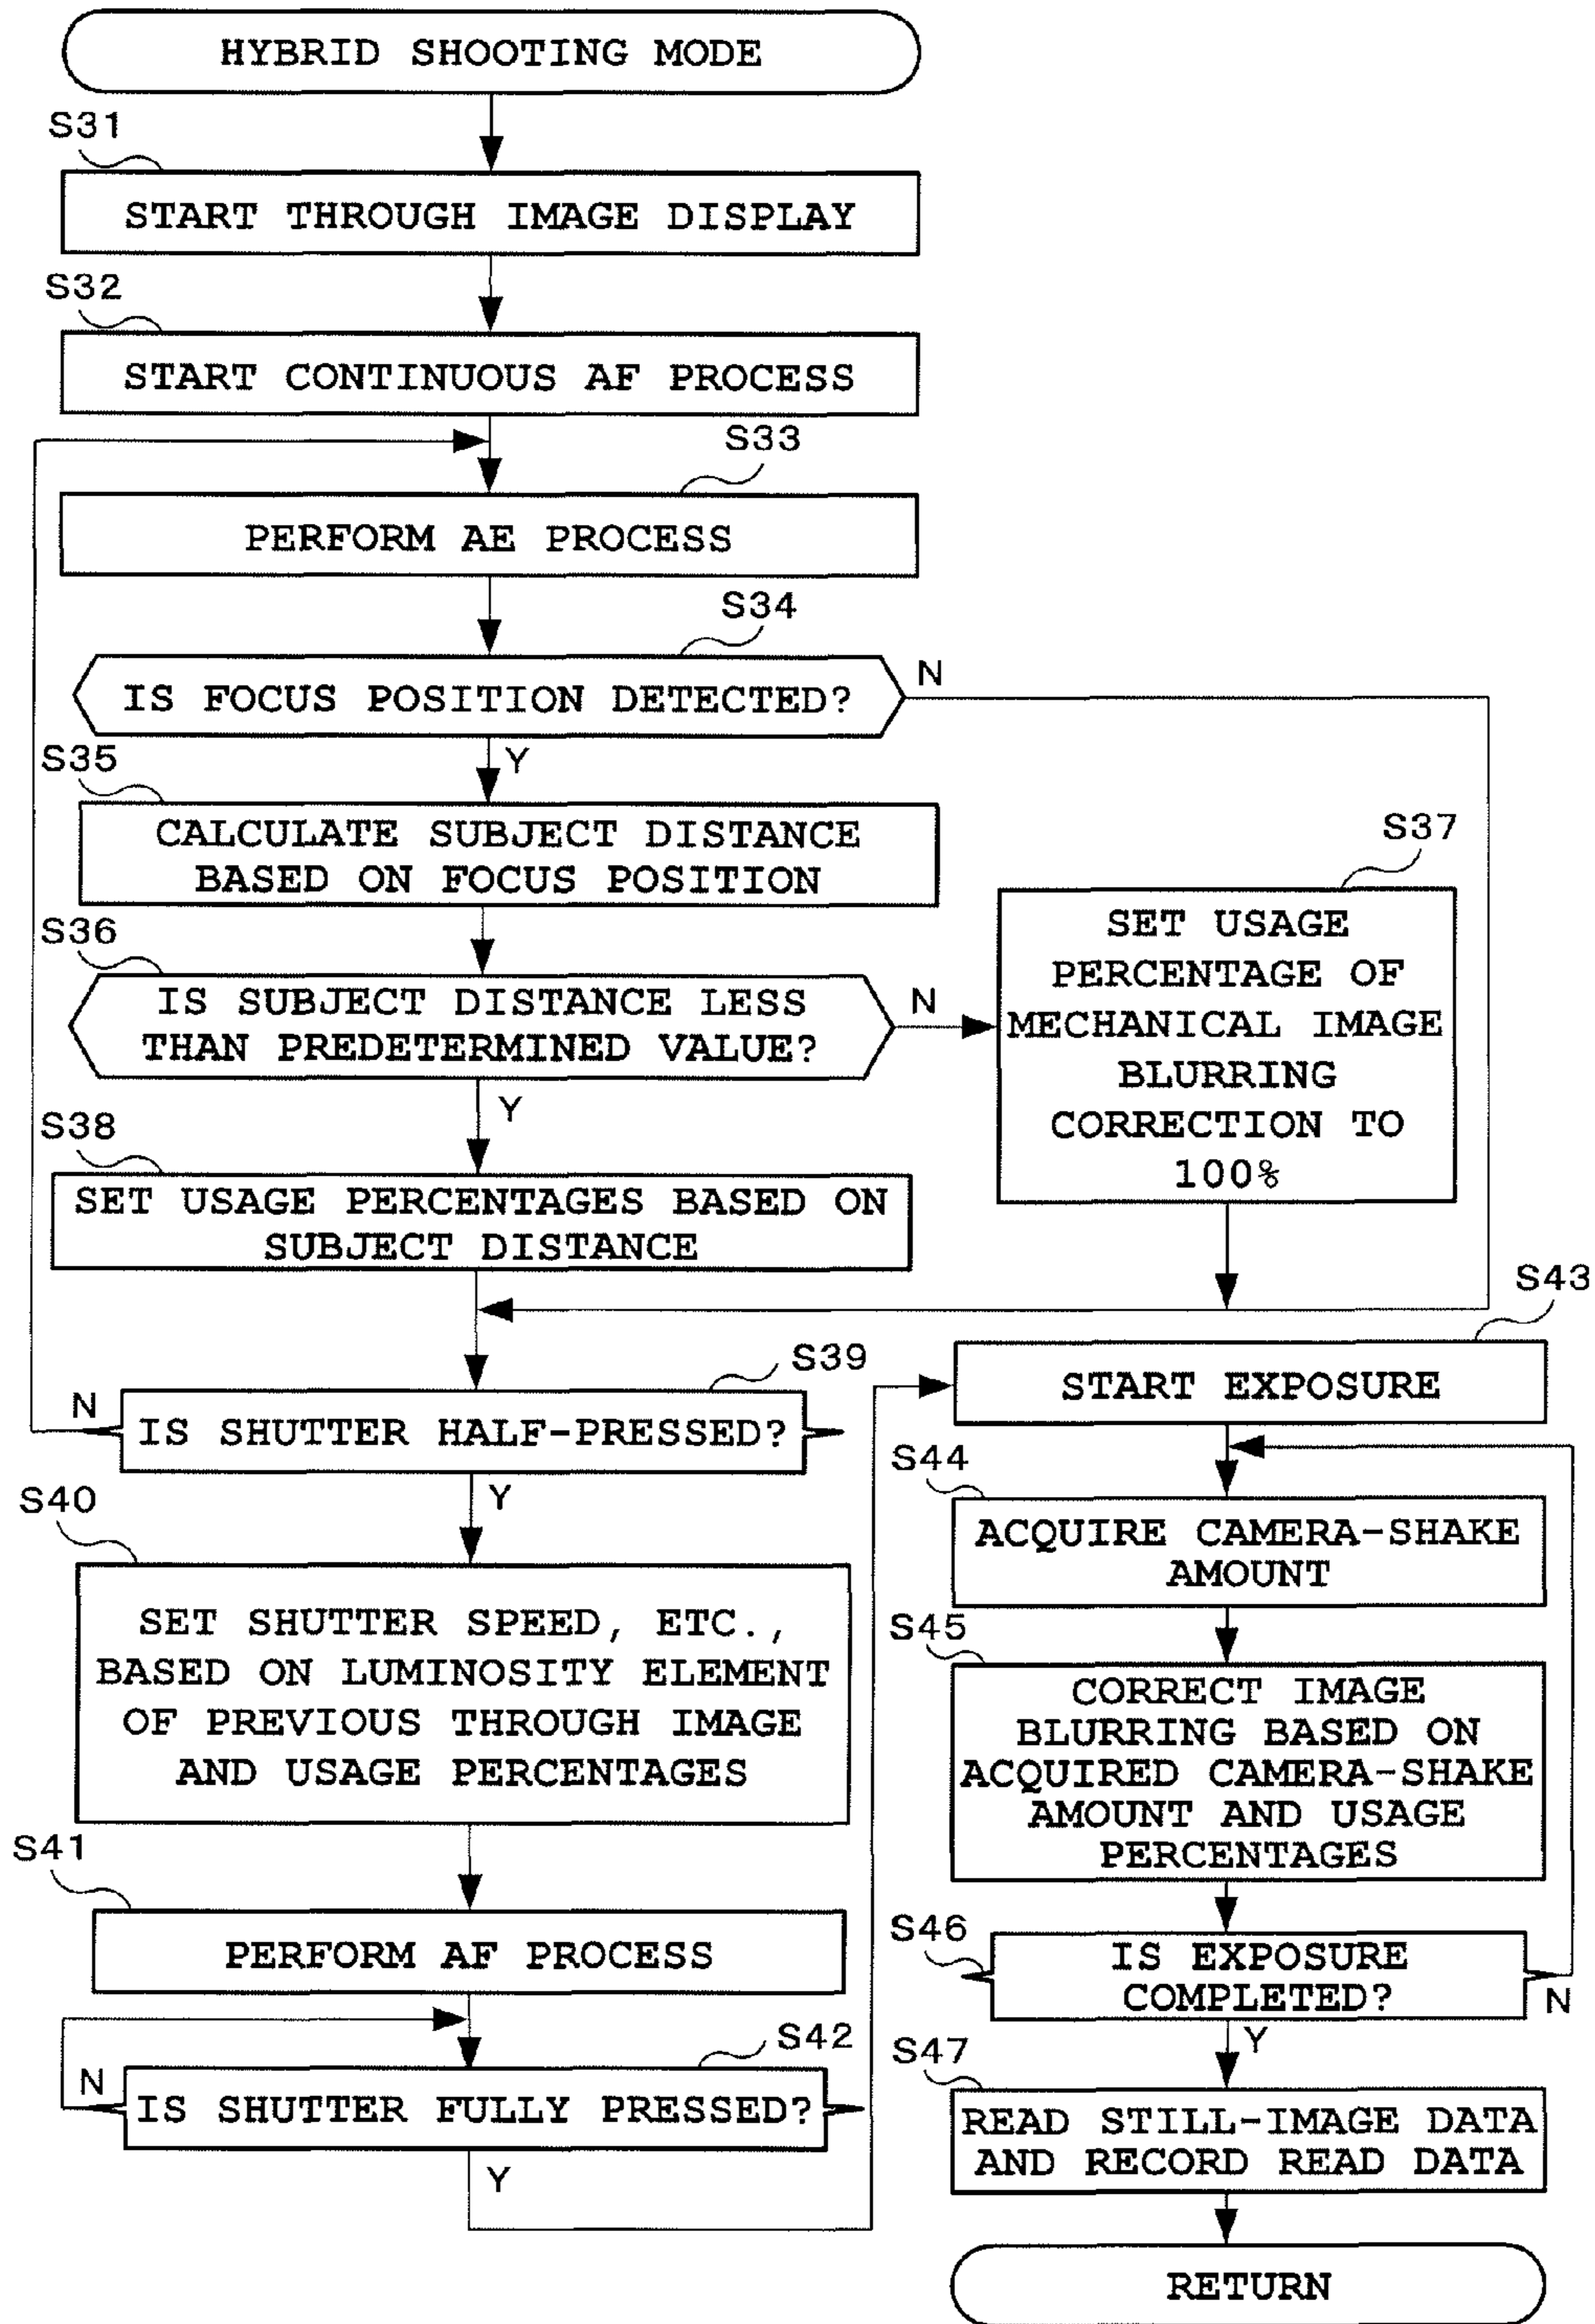 HYBRID SHOOTING MODE
S31
START THROUGH IMAGE DISPLAY
S32
START CONTINUOUS AF PROCESS
S33
PERFORM AE PROCESS
S34
IS FOCUS POSITION DETECTED?
N
Y
S35
CALCULATE SUBJECT DISTANCE
BASED ON FOCUS POSITION
S36
IS SUBJECT DISTANCE LESS
THAN PREDETERMINED VALUE?
N
Y
S37
SET USAGE
PERCENTAGE OF
MECHANICAL IMAGE
BLURRING
CORRECTION TO
100%
S38
SET USAGE PERCENTAGES BASED ON
SUBJECT DISTANCE
S39
N
IS SHUTTER HALF-PRESSED?
Y
S40
SET SHUTTER SPEED, ETC.,
BASED ON LUMINOSITY ELEMENT
OF PREVIOUS THROUGH IMAGE
AND USAGE PERCENTAGES
S41
PERFORM AF PROCESS
S42
N
IS SHUTTER FULLY PRESSED?
Y
S43
START EXPOSURE
S44
ACQUIRE CAMERA-SHAKE
AMOUNT
S45
CORRECT IMAGE
BLURRING BASED ON
ACQUIRED CAMERA-SHAKE
AMOUNT AND USAGE
PERCENTAGES
S46
IS EXPOSURE
COMPLETED?
N
Y
S47
READ STILL-IMAGE DATA
AND RECORD READ DATA
RETURN